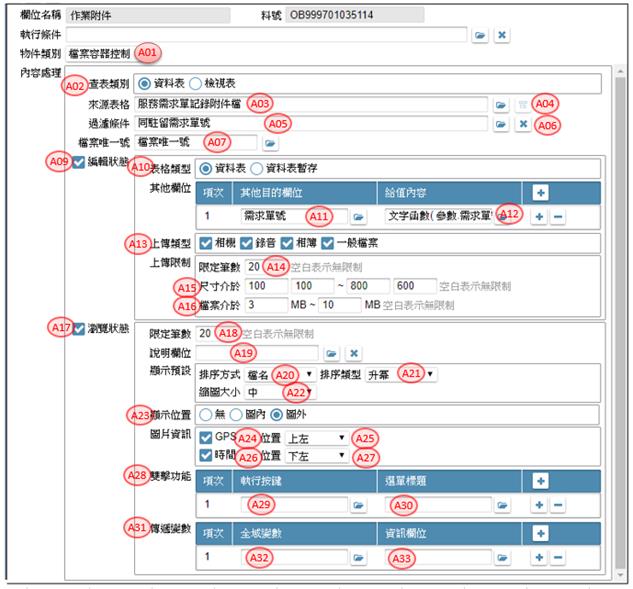 欄位名稱 作業附件 料號 OB999701035114
執行條件
物件類別 檔案容器控制 A01
內容處理
A02 查表類別 資料表 檢視表
來源表格 服務需求單記錄附件檔 A03 A04
過濾條件 同駐留需求單號 A05 A06
檔案唯一號 檔案唯一號 A07
A09 編輯狀態 A10 表格類型 資料表 資料表暫存
其他欄位 項次 其他目的欄位 給值內容
1 需求單號 A11 文字函數(參數.需求單 A12
A13 上傳類型 相機 錄音 相簿 一般檔案
上傳限制 限定筆數 20 A14 空白表示無限制
A15 尺寸介於 100 100 ~ 800 600 空白表示無限制
A16 檔案介於 3 MB ~ 10 MB 空白表示無限制
A17 瀏覽狀態 限定筆數 20 A18 空白表示無限制
說明欄位 A19
顯示預設 排序方式 檔名 A20 排序類型 升冪 A21
縮圖大小 中 A22
A23 顯示位置 無 圖內 圖外
圖片資訊 GPS A24 位置 上左 A25
時間 A26 位置 下左 A27
A28 雙擊功能 項次 執行按鍵 選單標題
1 A29 A30
A31 傳遞變數 項次 全域變數 資訊欄位
1 A32 A33